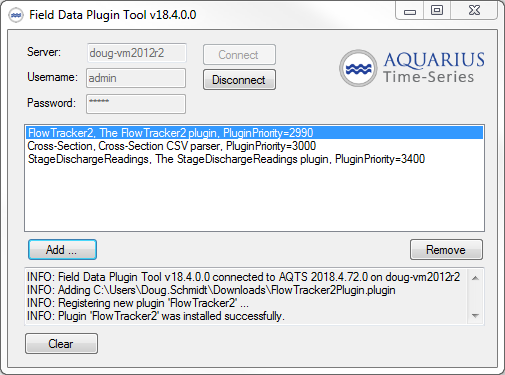 Field Data Plugin Tool v18.4.0.0
Server: doug-vm2012r2 Connect
Username: admin Disconnect
Password: *****
AQUARIUS
Time-Series
FlowTracker2, The FlowTracker2 plugin, PluginPriority=2990
Cross-Section, Cross-Section CSV parser, PluginPriority=3000
StageDischargeReadings, The StageDischargeReadings plugin, PluginPriority=3400
Add ... Remove
INFO: Field Data Plugin Tool v18.4.0.0 connected to AQTS 2018.4.72.0 on doug-vm2012r2
INFO: Adding C:\Users\Doug.Schmidt\Downloads\FlowTracker2Plugin.plugin
INFO: Registering new plugin 'FlowTracker2' ...
INFO: Plugin 'FlowTracker2' was installed successfully.
Clear